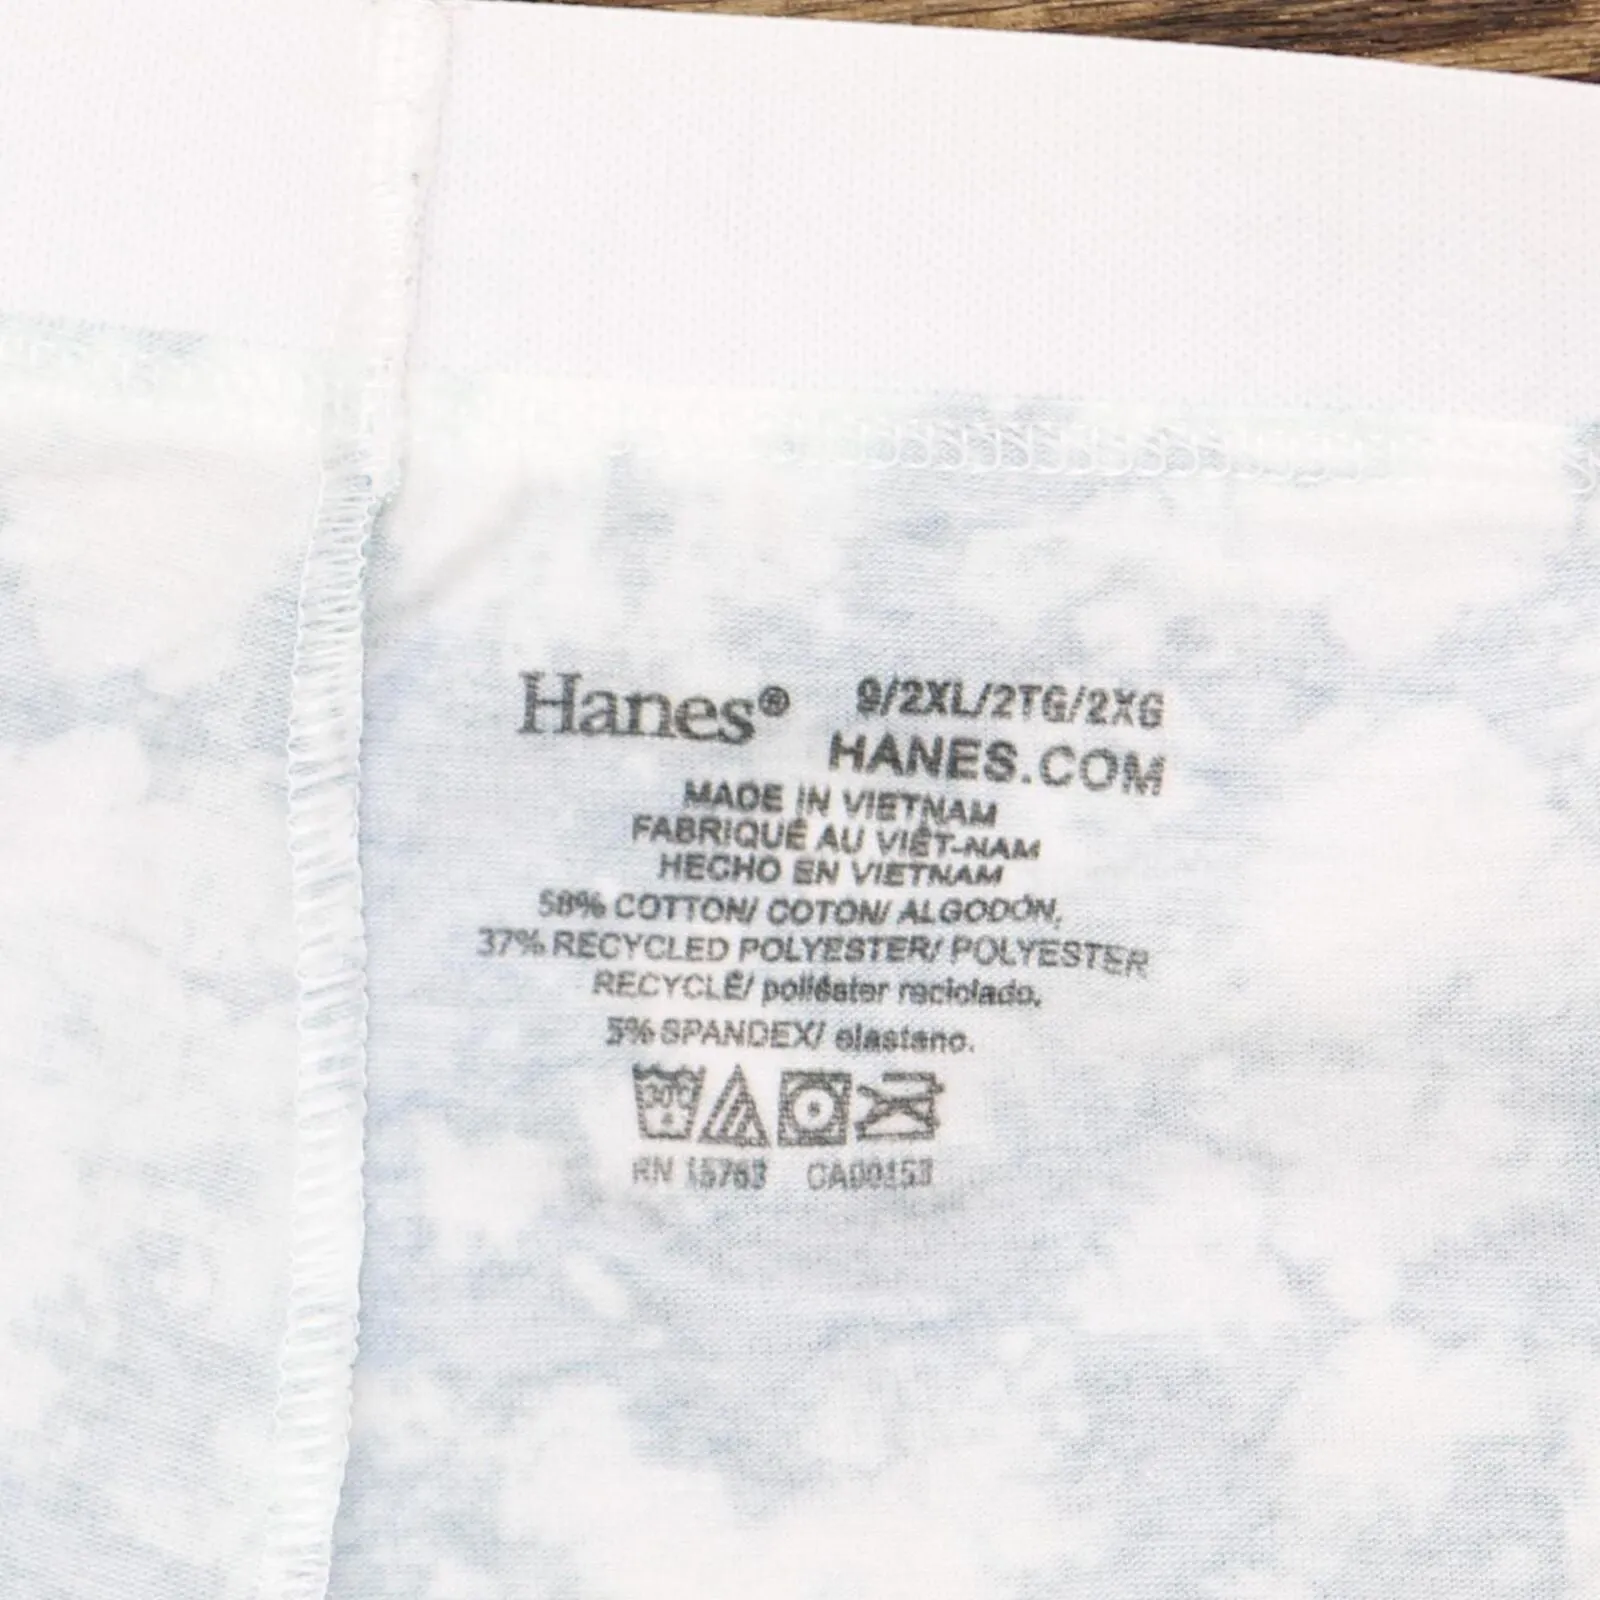 Hanes® 9/2XL/2TG/2XG
HANES.COM
MADE IN VIETNAM
FABRIQUÉ AU VIÊT-NAM
HECHO EN VIETNAM
58% COTTON/ COTON/ ALGODÓN,
37% RECYCLED POLYESTER/ POLYESTER
RECYCLÉ/ poliéster reciclado,
5% SPANDEX/ elastano.
30°C
RN 15763 CA00153